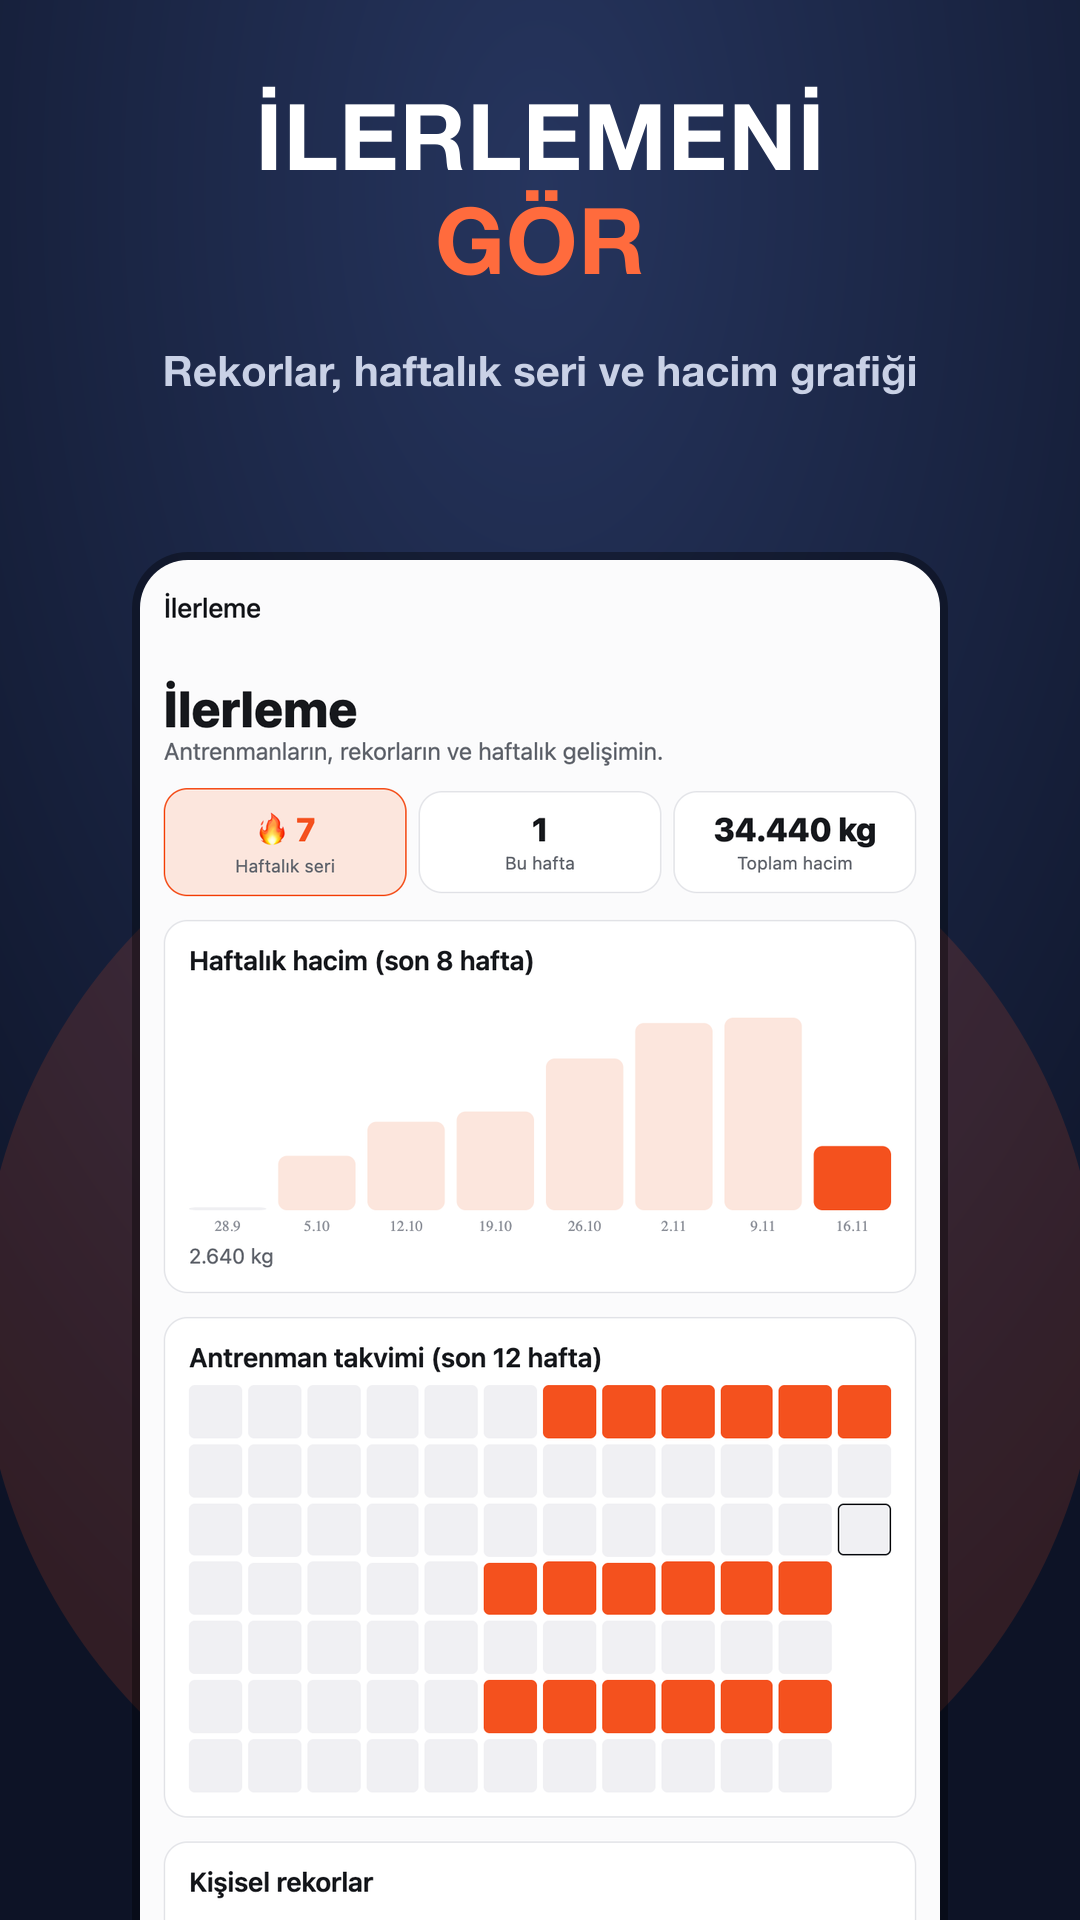 İLERLEMENİ
GÖR
Rekorlar, haftalık seri ve hacim grafiği
İlerleme
İlerleme
Antrenmanların, rekorların ve haftalık gelişimin.
🔥 7
Haftalık seri
1
Bu hafta
34.440 kg
Toplam hacim
Haftalık hacim (son 8 hafta)
28.9 5.10 12.10 19.10 26.10 2.11 9.11 16.11
2.640 kg
Antrenman takvimi (son 12 hafta)
Kişisel rekorlar